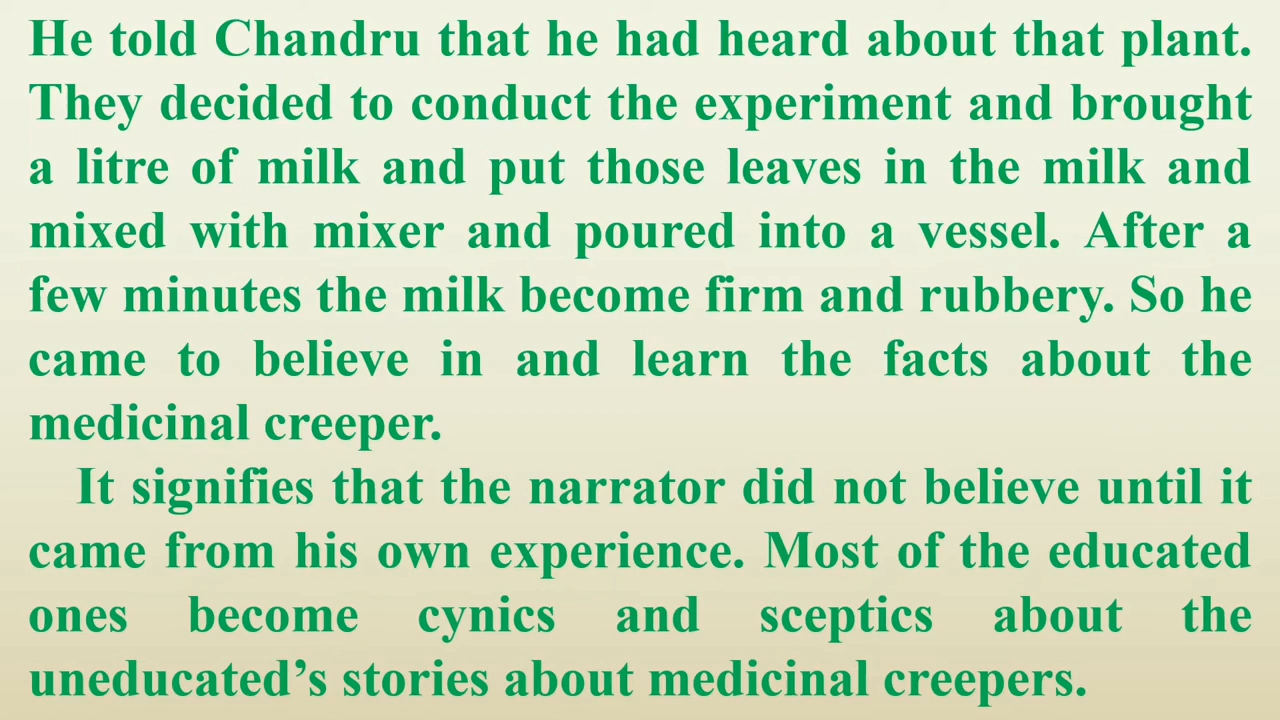 He told Chandru that he had heard about that plant.
They decided to conduct the experiment and brought
a litre of milk and put those leaves in the milk and
mixed with mixer and poured into a vessel. After a
few minutes the milk become firm and rubbery. So he
came to believe in and learn the facts about the
medicinal creeper.
It signifies that the narrator did not believe until it
came from his own experience. Most of the educated
ones become cynics and sceptics about the
uneducated’s stories about medicinal creepers.